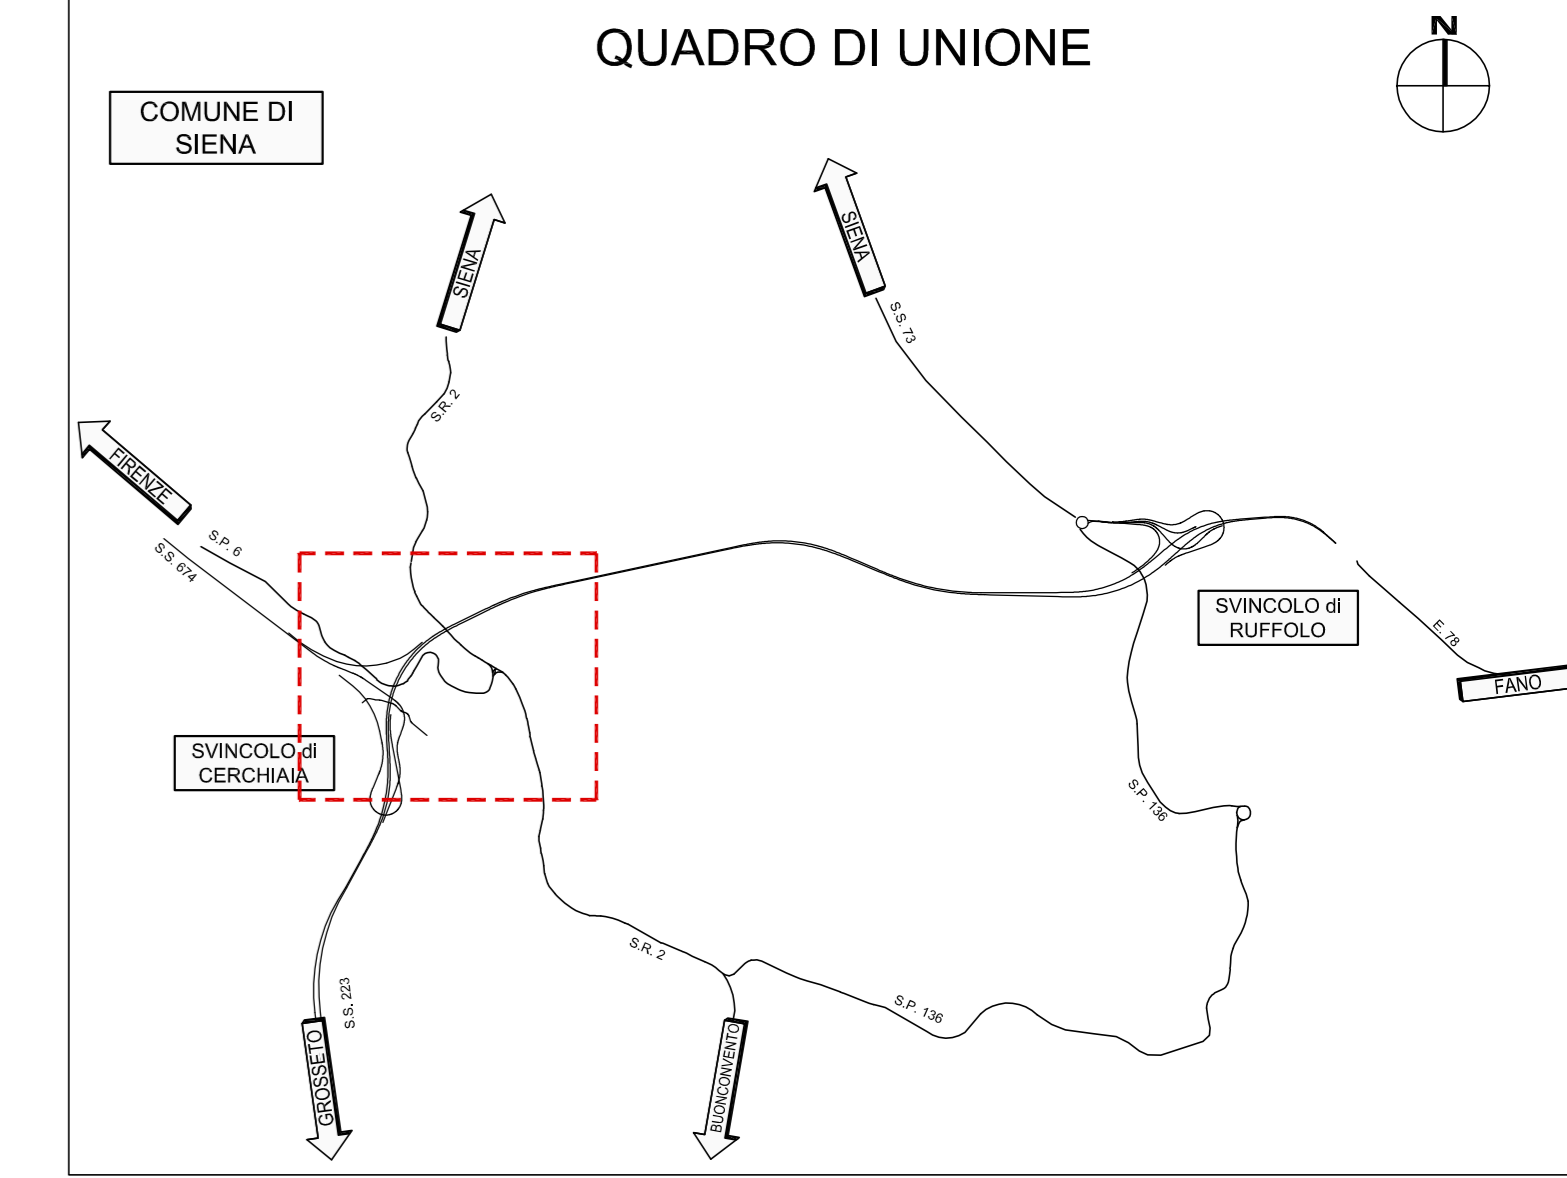 QUADRO DI UNIONE
N
COMUNE DI
SIENA
SIENA
SIENA
S.S. 73
S.R. 2
FIRENZE
S.P. 6
S.S. 674
SVINCOLO di
RUFFOLO
E. 78
FANO
SVINCOLO di
CERCHIAIA
S.P. 136
S.R. 2
S.P. 136
S.S. 223
GROSSETO
BUONCONVENTO